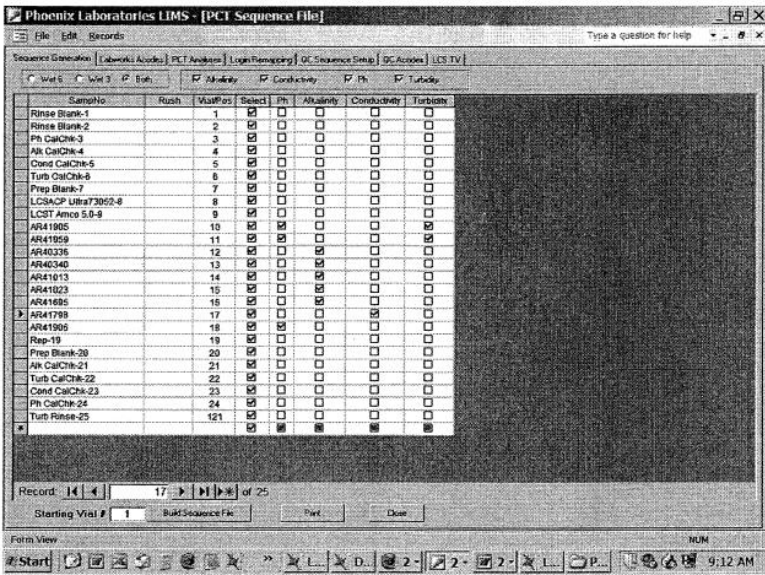 Phoenix Laboratories LIMS - [PCT Sequence File]
File Edit Records Type a question for help
Sequence Generation Labworks Acodes PCT Analyses Login Remapping QC Sequence Setup QC Acodes LCS TV
Wet 6 Wet 3 Both Alkalinity Conductivity Ph Turbidity
SampNo Rush Vial/Pos Select Ph Alkalinity Conductivity Turbidity
Rinse Blank-1 1
Rinse Blank-2 2
Ph CalChk-3 3
Alk CalChk-4 4
Cond CalChk-5 5
Turb CalChk-6 6
Prep Blank-7 7
LCSACP Ultra73052-8 8
LCST Amco 5.0-9 9
AR41905 10
AR41959 11
AR40336 12
AR40340 13
AR41013 14
AR41023 15
AR41695 16
AR41798 17
AR41906 18
Rep-19 19
Prep Blank-20 20
Alk CalChk-21 21
Turb CalChk-22 22
Cond CalChk-23 23
Ph CalChk-24 24
Turb Rinse-25 121
Record: 17 of 25
Starting Vial # 1 Build Sequence File Print Close
Form View NUM
Start L... D... 2 - 2 - 2 - L... P... 9:12 AM